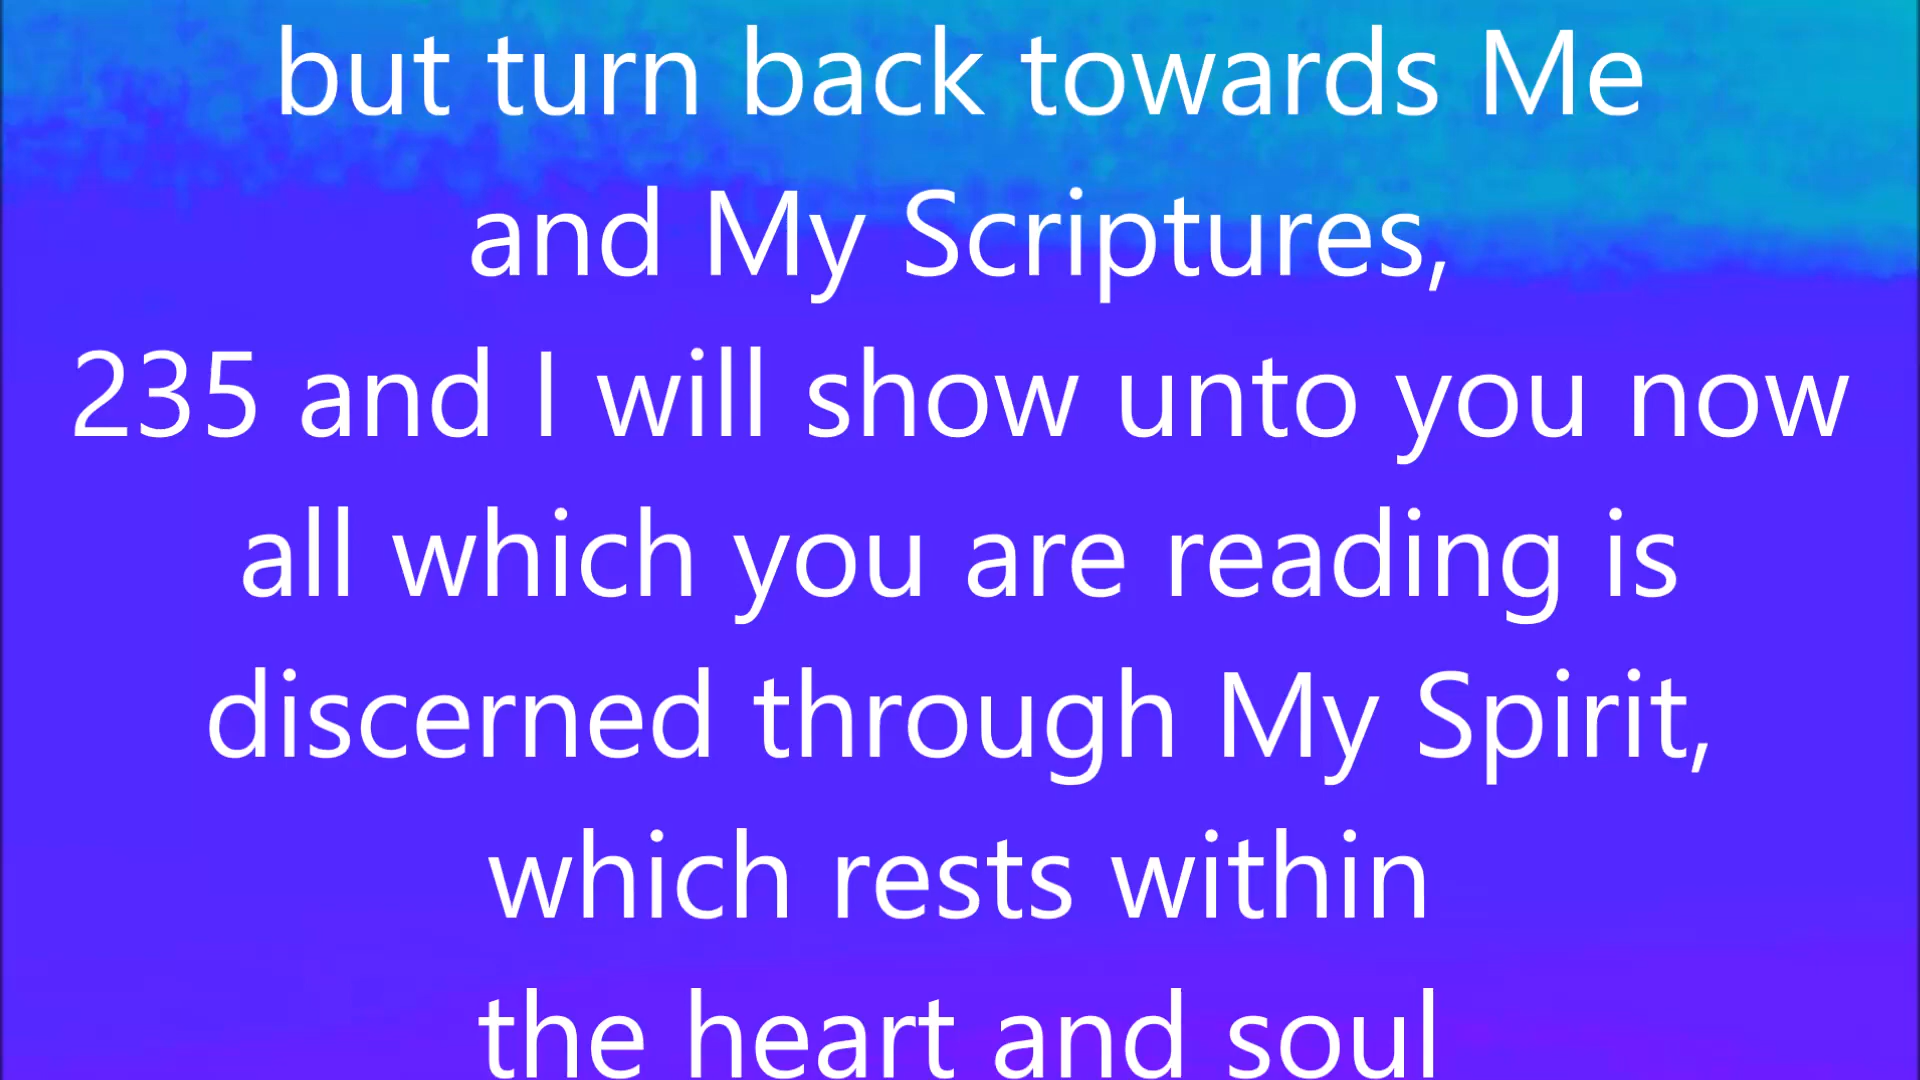 but turn back towards Me
and My Scriptures,
235 and I will show unto you now
all which you are reading is
discerned through My Spirit,
which rests within
the heart and soul